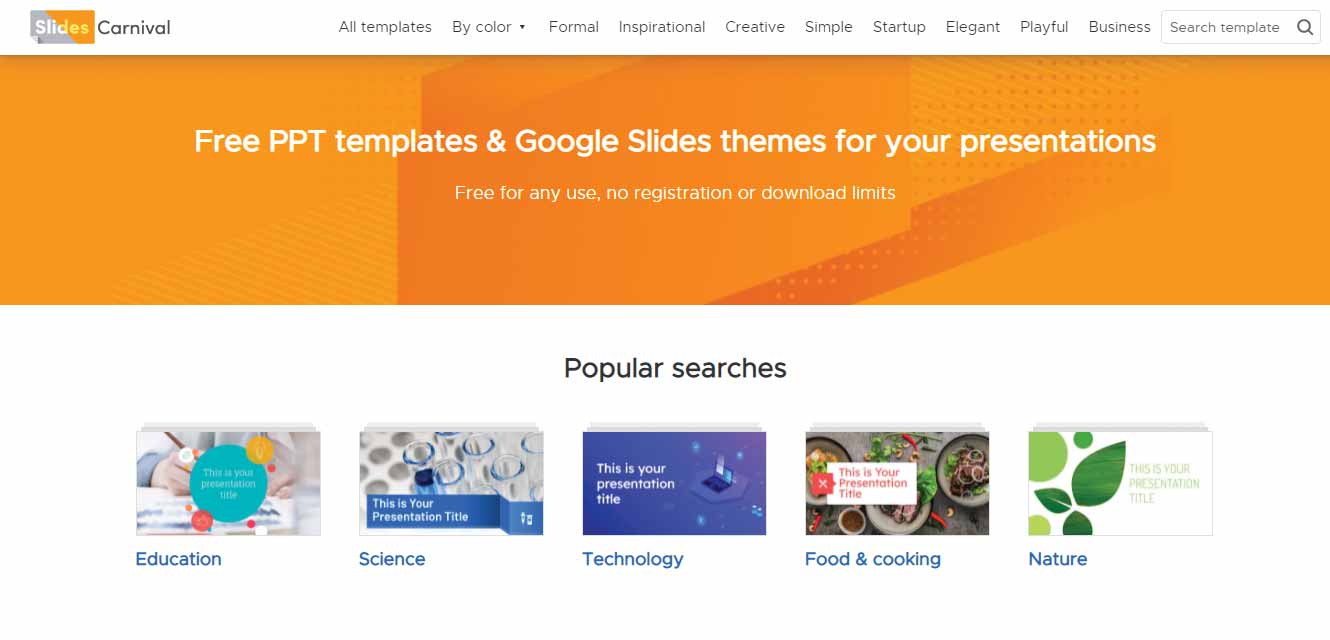 Slides Carnival
All templates By color ▾ Formal Inspirational Creative Simple Startup Elegant Playful Business Search template
Free PPT templates & Google Slides themes for your presentations
Free for any use, no registration or download limits
Popular searches
This is your
presentation
title
This is Your
Presentation Title
This is your
presentation
title
This is Your
Presentation
Title
THIS IS YOUR
PRESENTATION
TITLE
Education
Science
Technology
Food & cooking
Nature